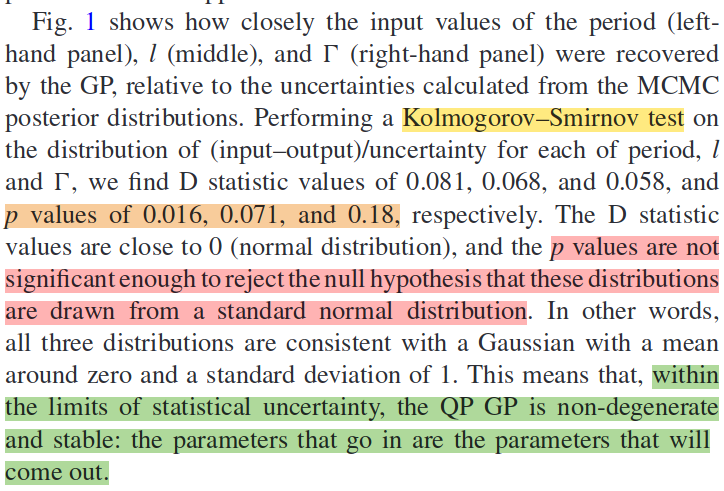 Fig. 1 shows how closely the input values of the period (left-
hand panel), l (middle), and Γ (right-hand panel) were recovered
by the GP, relative to the uncertainties calculated from the MCMC
posterior distributions. Performing a Kolmogorov–Smirnov test on
the distribution of (input–output)/uncertainty for each of period, l
and Γ, we find D statistic values of 0.081, 0.068, and 0.058, and
p values of 0.016, 0.071, and 0.18, respectively. The D statistic
values are close to 0 (normal distribution), and the p values are not
significant enough to reject the null hypothesis that these distributions
are drawn from a standard normal distribution. In other words,
all three distributions are consistent with a Gaussian with a mean
around zero and a standard deviation of 1. This means that, within
the limits of statistical uncertainty, the QP GP is non-degenerate
and stable: the parameters that go in are the parameters that will
come out.